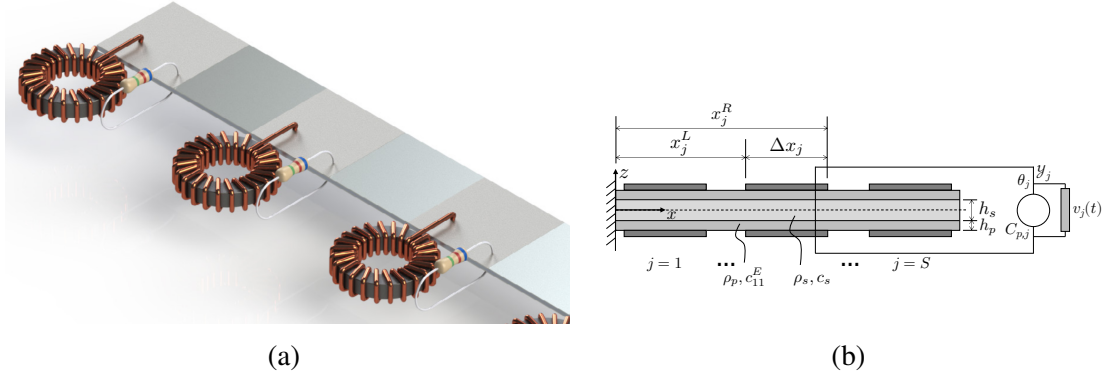 x_j^R
x_j^L
Δx_j
z
x
θ_j
y_j
h_s
h_p
v_j(t)
C_{p,j}
j = 1
...
...
j = S
ρ_p, c_{11}^E
ρ_s, c_s
(a)
(b)